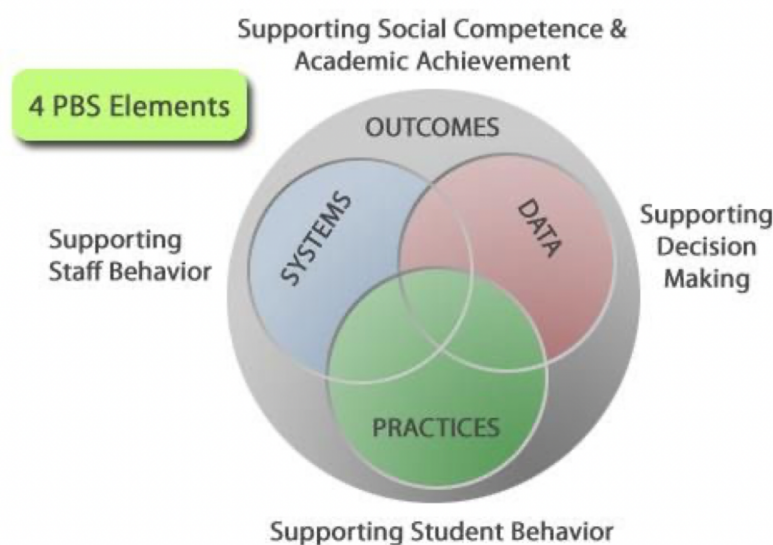 Supporting Social Competence &
Academic Achievement
4 PBS Elements
OUTCOMES
SYSTEMS
DATA
Supporting
Staff Behavior
Supporting
Decision
Making
PRACTICES
Supporting Student Behavior